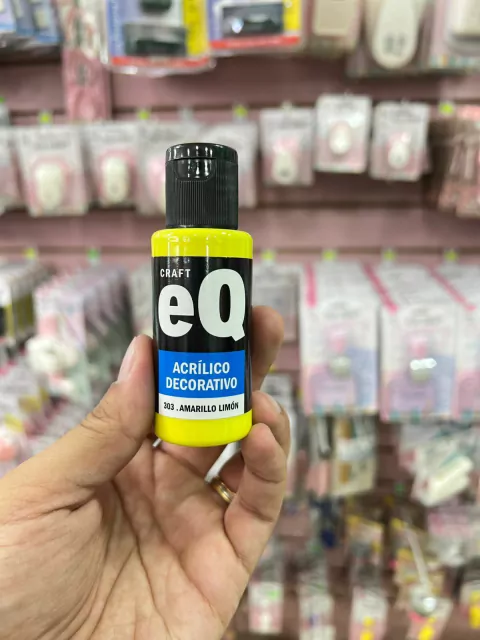 CRAFT
eQ
ACRÍLICO
DECORATIVO
303 . AMARILLO LIMÓN